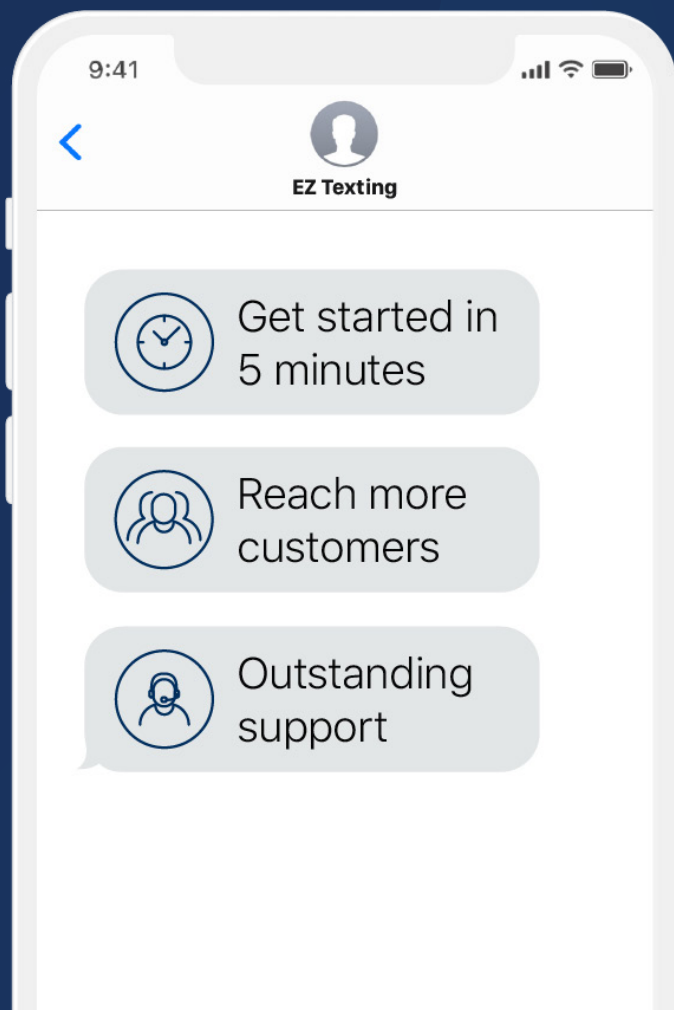 9:41
EZ Texting
Get started in
5 minutes
Reach more
customers
Outstanding
support